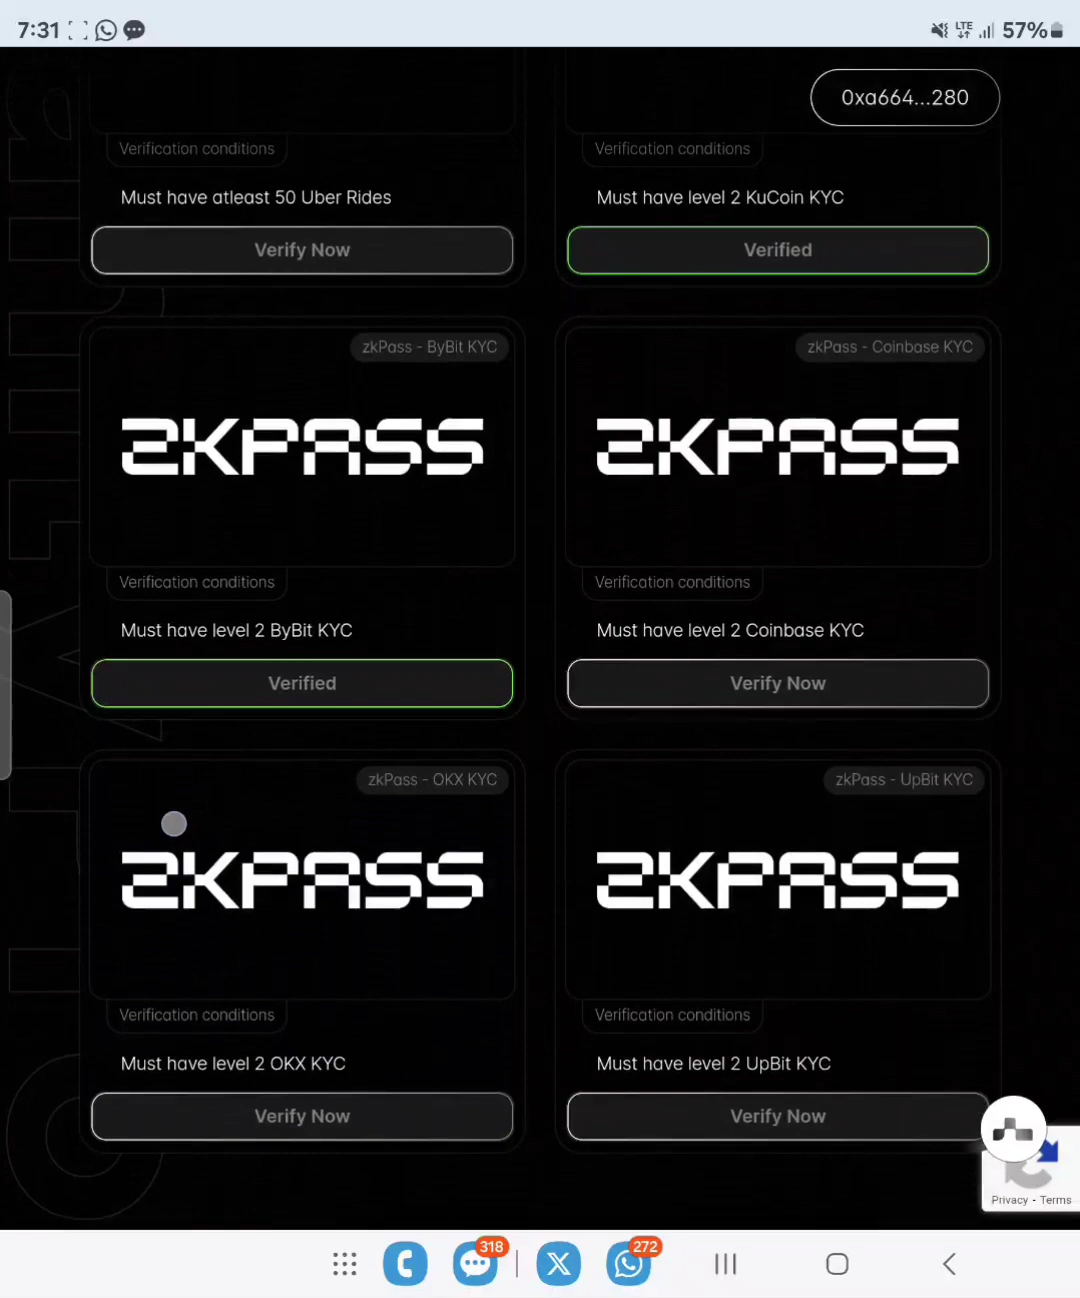 7:31
LTE
57%
0xa664...280
Verification conditions
Must have atleast 50 Uber Rides
Verify Now
Verification conditions
Must have level 2 KuCoin KYC
Verified
zkPass - ByBit KYC
ZKPASS
Verification conditions
Must have level 2 ByBit KYC
Verified
zkPass - Coinbase KYC
ZKPASS
Verification conditions
Must have level 2 Coinbase KYC
Verify Now
zkPass - OKX KYC
ZKPASS
Verification conditions
Must have level 2 OKX KYC
Verify Now
zkPass - UpBit KYC
ZKPASS
Verification conditions
Must have level 2 UpBit KYC
Verify Now
Privacy - Terms
318
272